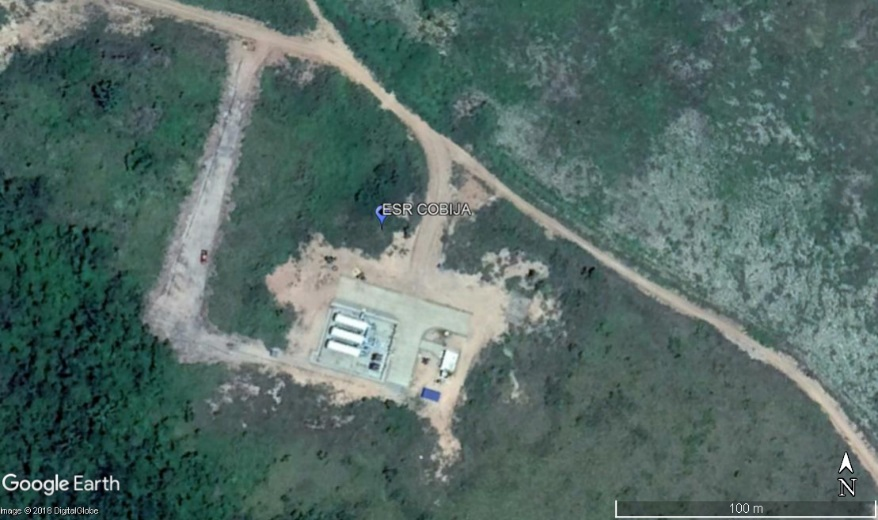 ESR COBIJA
N
Google Earth
100 m
Image © 2018 DigitalGlobe